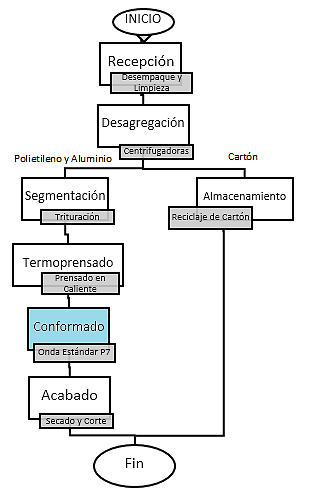 INICIO
Recepción
Desempaque y
Limpieza
Desagregación
Centrifugadoras
Polietileno y Aluminio
Cartón
Segmentación
Trituración
Almacenamiento
Reciclaje de Cartón
Termoprensado
Prensado en
Caliente
Conformado
Onda Estándar P7
Acabado
Secado y Corte
Fin